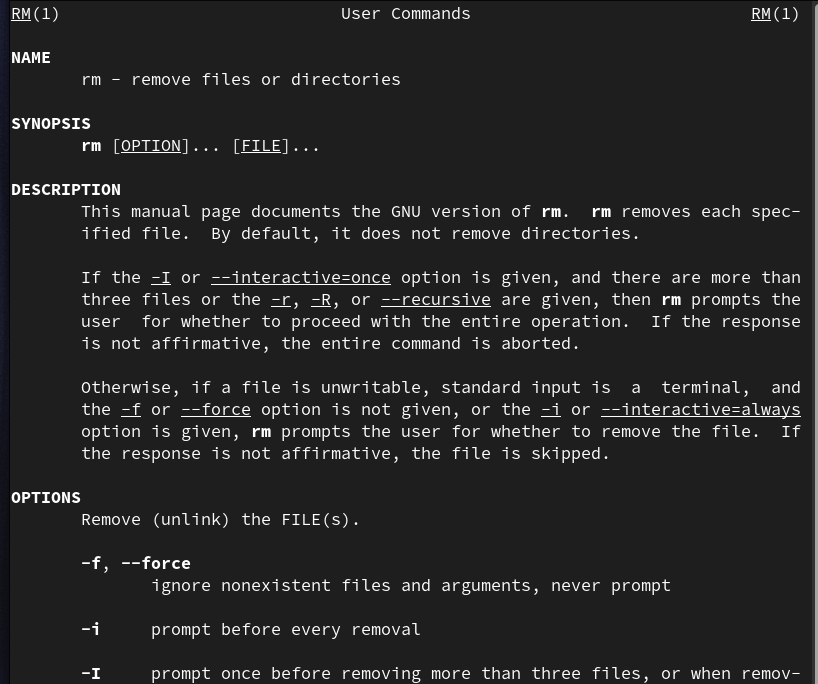 RM(1) User Commands RM(1)
NAME
rm - remove files or directories
SYNOPSIS
rm [OPTION]... [FILE]...
DESCRIPTION
This manual page documents the GNU version of rm.  rm removes each spec-
ified file.  By default, it does not remove directories.
If the -I or --interactive=once option is given, and there are more than
three files or the -r, -R, or --recursive are given, then rm prompts the
user  for whether to proceed with the entire operation.  If the response
is not affirmative, the entire command is aborted.
Otherwise, if a file is unwritable, standard input is  a  terminal,  and
the -f or --force option is not given, or the -i or --interactive=always
option is given, rm prompts the user for whether to remove the file.  If
the response is not affirmative, the file is skipped.
OPTIONS
Remove (unlink) the FILE(s).
-f, --force
ignore nonexistent files and arguments, never prompt
-i     prompt before every removal
-I     prompt once before removing more than three files, or when remov-